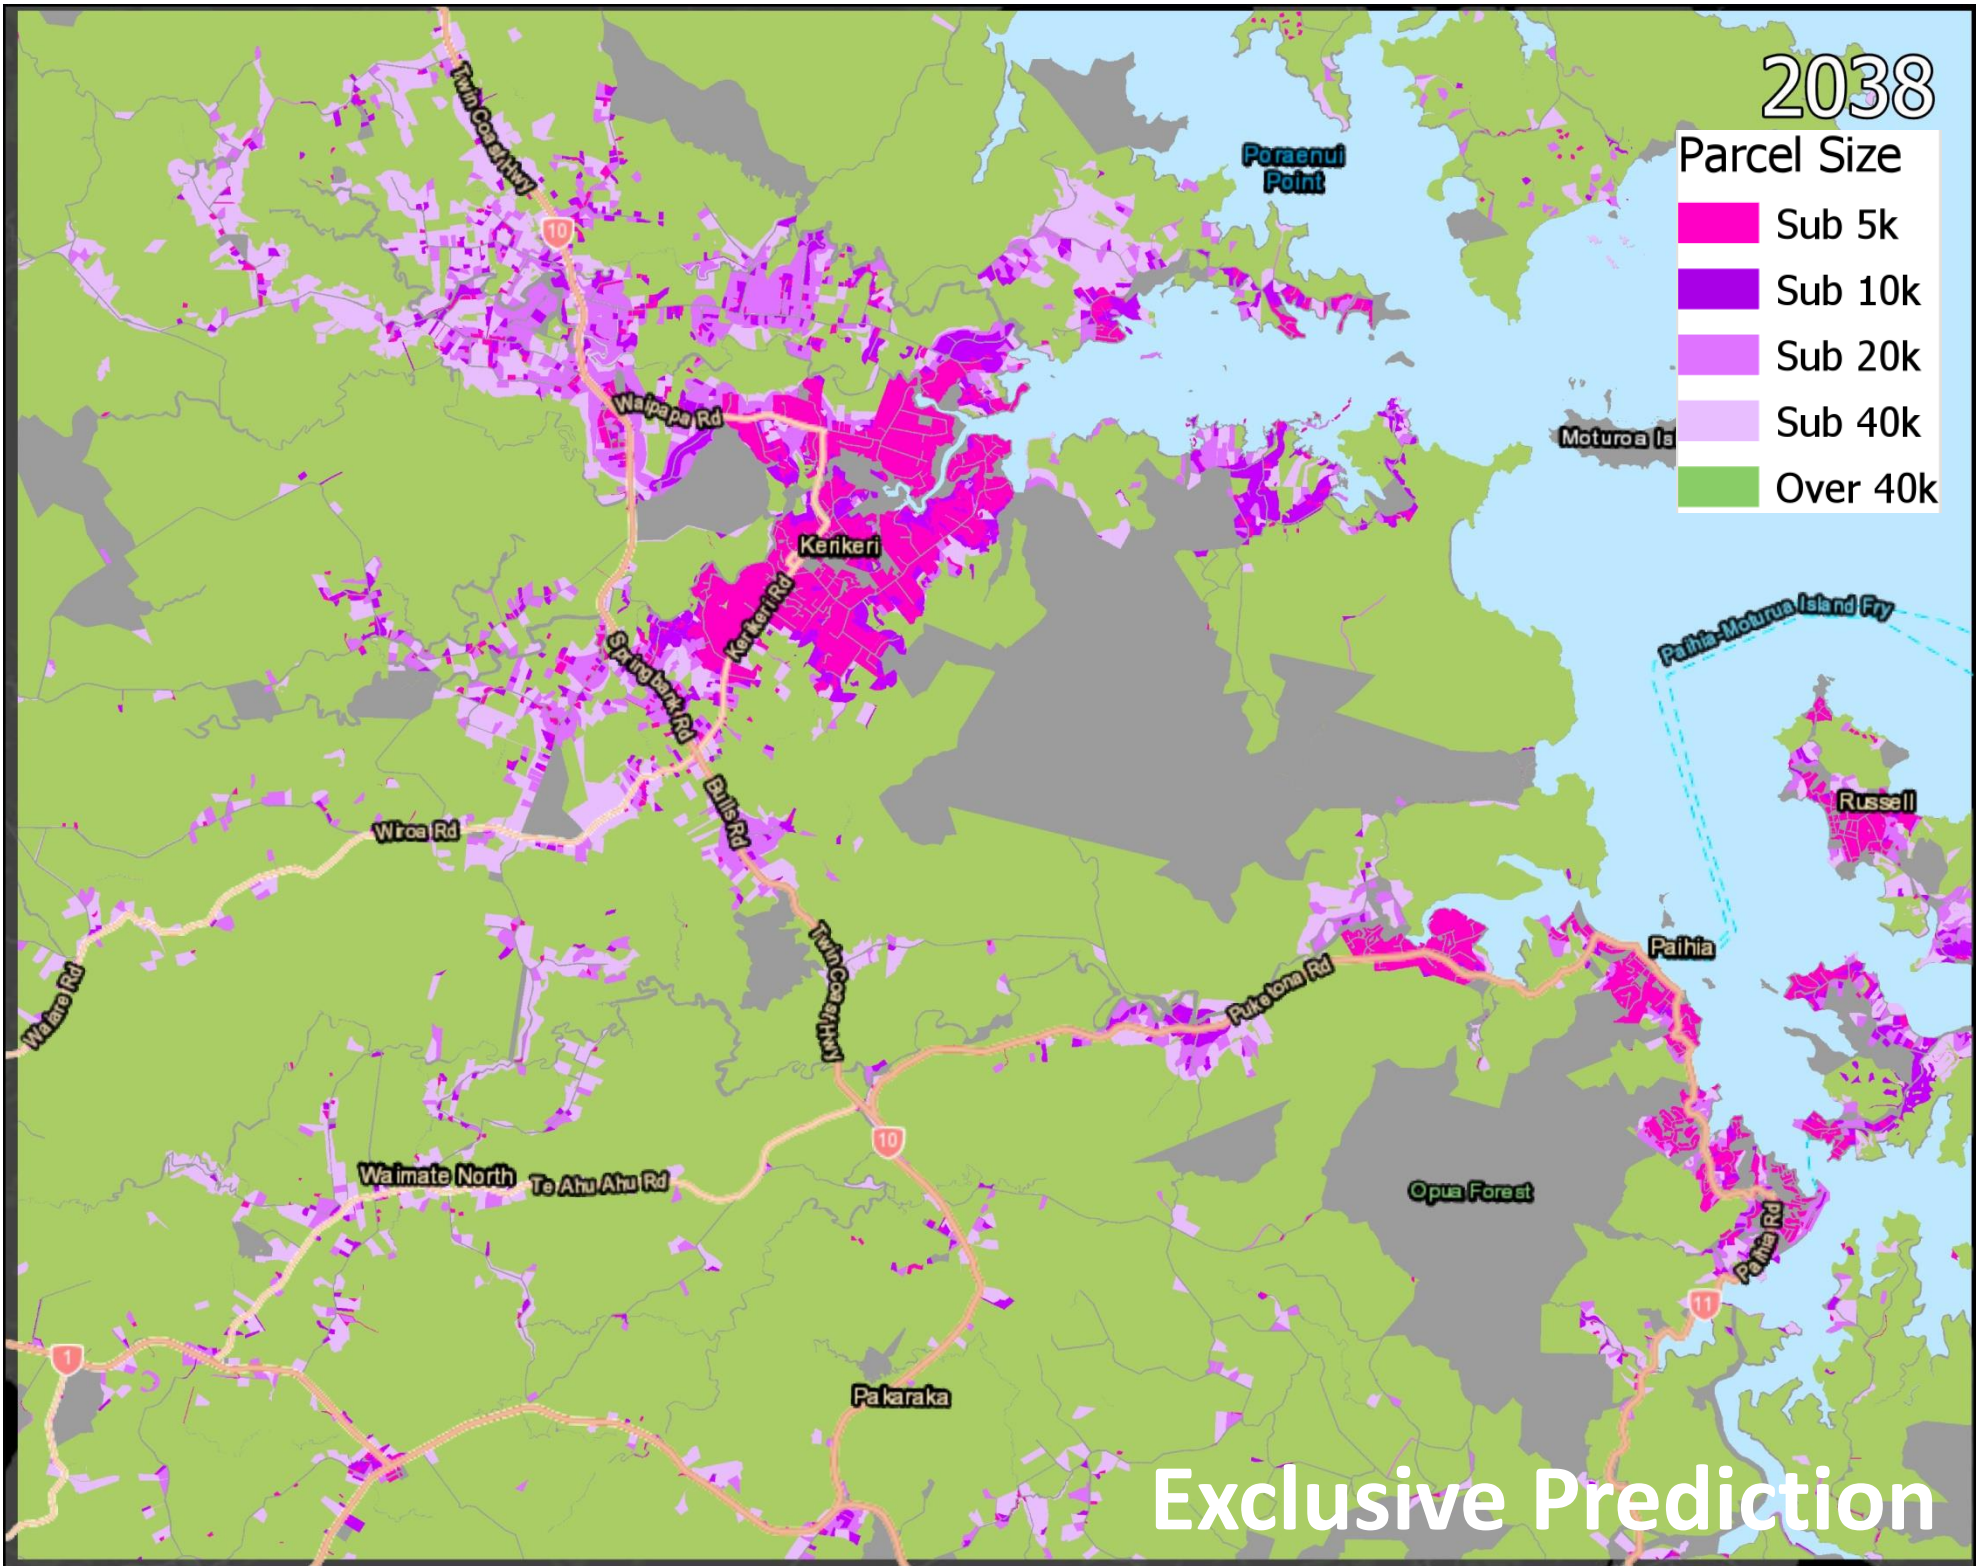 2038
Parcel Size
Sub 5k
Sub 10k
Sub 20k
Sub 40k
Over 40k
Twin Coast Hwy
Poraenui
Point
10
Waipapa Rd
Moturoa Is
Kerikeri
Kerikeri Rd
Paihia-Moturua Island Fry
Springbank Rd
Bulls Rd
Russell
Wiroa Rd
Paihia
Twin Coast Hwy
Puketona Rd
Waiare Rd
10
Waimate North
Te Ahu Ahu Rd
Opua Forest
Paihia Rd
11
1
Pakaraka
Exclusive Prediction